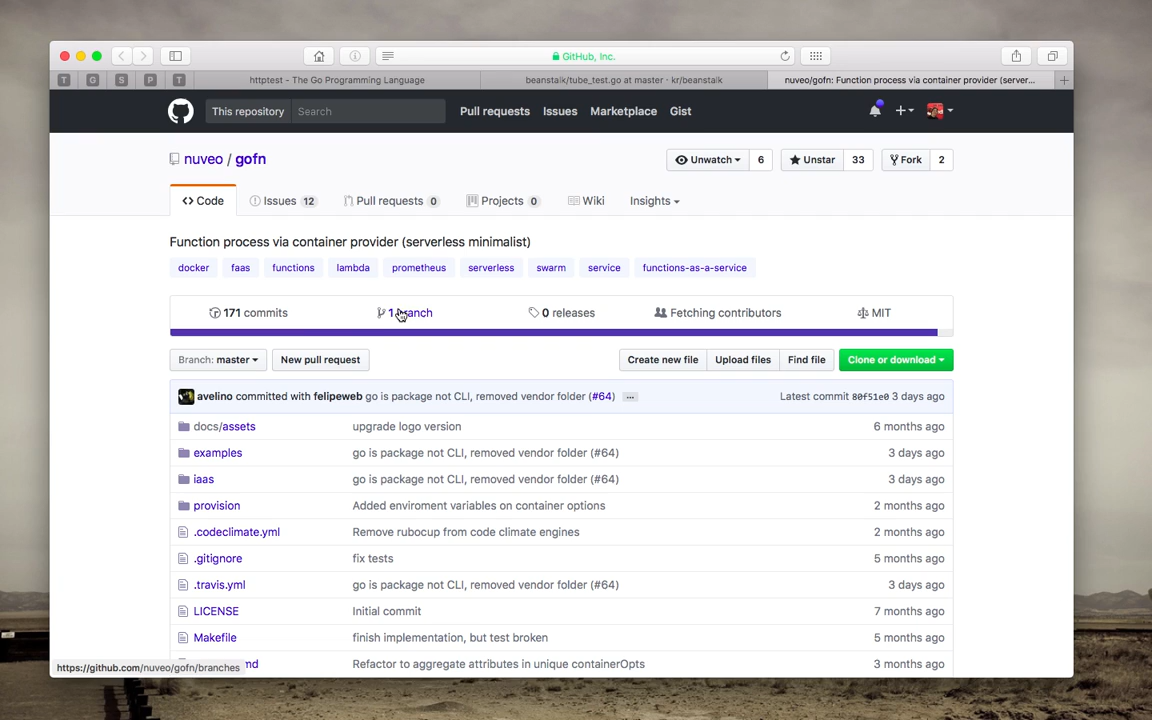 GitHub, Inc.
T G S P T httptest - The Go Programming Language beanstalk/tube_test.go at master · kr/beanstalk nuveo/gofn: Function process via container provider (server...
This repository Search Pull requests Issues Marketplace Gist
nuveo / gofn Unwatch 6 Unstar 33 Fork 2
Code Issues 12 Pull requests 0 Projects 0 Wiki Insights
Function process via container provider (serverless minimalist)
docker faas functions lambda prometheus serverless swarm service functions-as-a-service
171 commits 1 branch 0 releases Fetching contributors MIT
Branch: master New pull request Create new file Upload files Find file Clone or download
avelino committed with felipeweb go is package not CLI, removed vendor folder (#64) ... Latest commit 80f51e0 3 days ago
docs/assets upgrade logo version 6 months ago
examples go is package not CLI, removed vendor folder (#64) 3 days ago
iaas go is package not CLI, removed vendor folder (#64) 3 days ago
provision Added enviroment variables on container options 2 months ago
.codeclimate.yml Remove rubocup from code climate engines 2 months ago
.gitignore fix tests 5 months ago
.travis.yml go is package not CLI, removed vendor folder (#64) 3 days ago
LICENSE Initial commit 7 months ago
Makefile finish implementation, but test broken 5 months ago
md Refactor to aggregate attributes in unique containerOpts 3 months ago
https://github.com/nuveo/gofn/branches